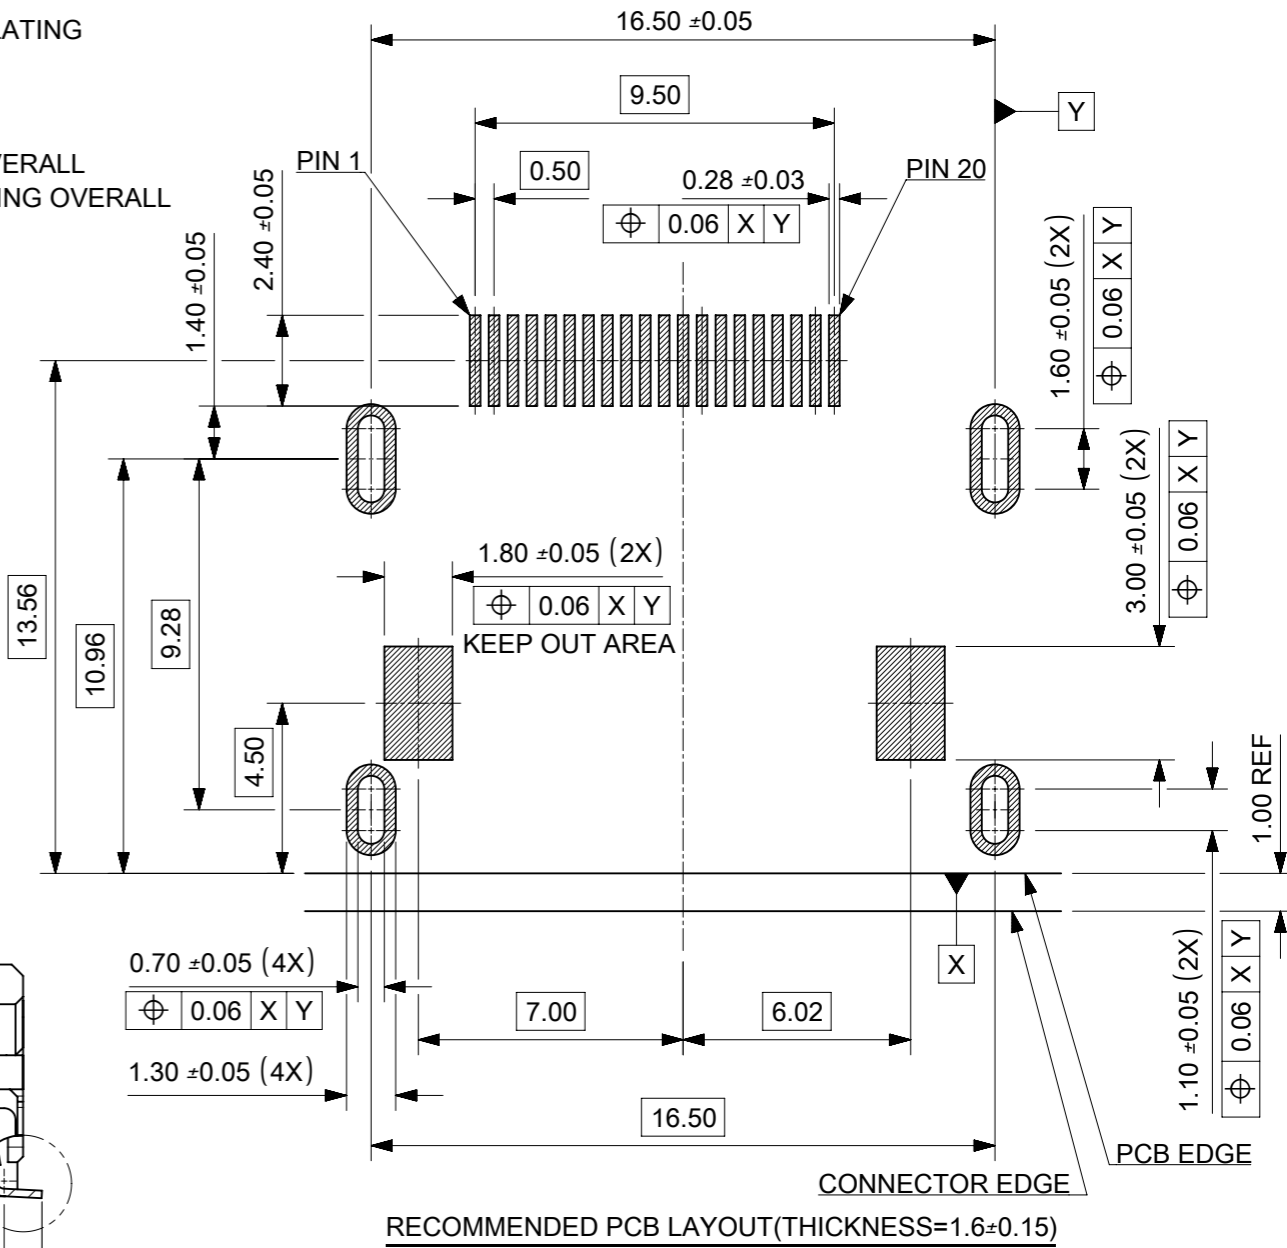 ATING
16.50 ±0.05
9.50
Y
VERALL
ING OVERALL
PIN 1
0.50
0.28 ±0.03
PIN 20
⌖ 0.06 X Y
2.40 ±0.05
1.40 ±0.05
1.60 ±0.05 (2X)
⌖ 0.06 X Y
3.00 ±0.05 (2X)
⌖ 0.06 X Y
1.80 ±0.05 (2X)
⌖ 0.06 X Y
KEEP OUT AREA
13.56
10.96
9.28
4.50
1.00 REF
X
0.70 ±0.05 (4X)
⌖ 0.06 X Y
7.00
6.02
1.30 ±0.05 (4X)
1.10 ±0.05 (2X)
⌖ 0.06 X Y
16.50
PCB EDGE
CONNECTOR EDGE
RECOMMENDED PCB LAYOUT(THICKNESS=1.6±0.15)